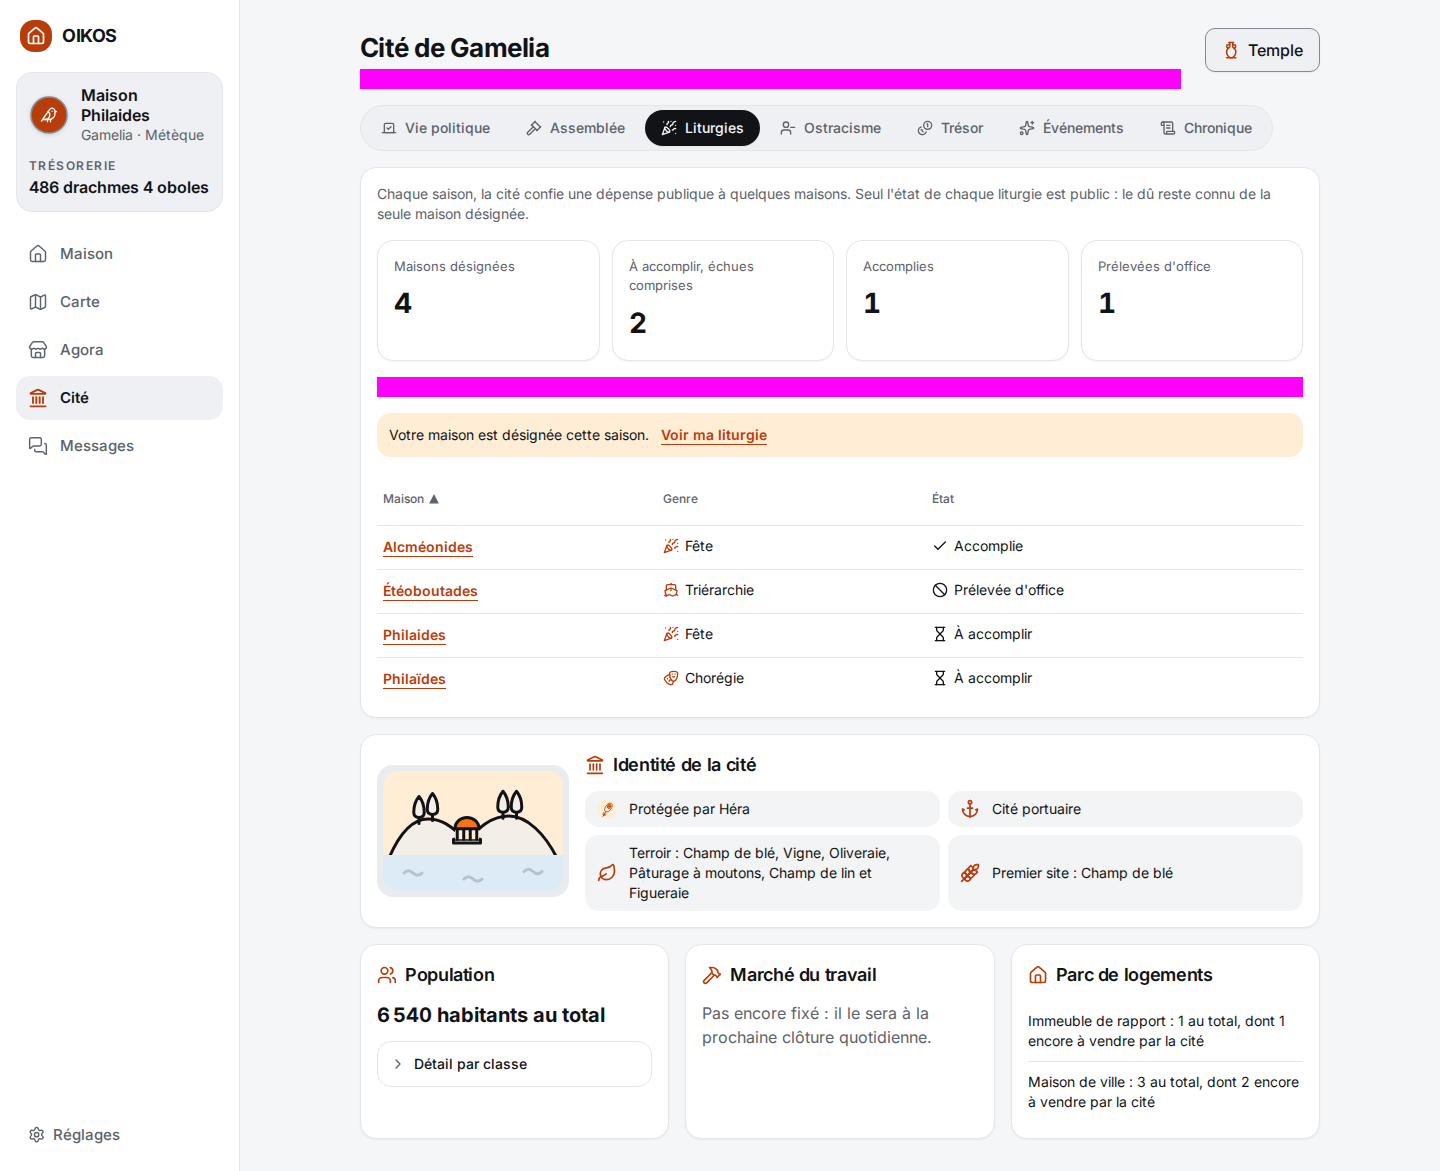 OIKOS
Maison
Philaides
Gamelia · Métèque
TRÉSORERIE
486 drachmes 4 oboles
Maison
Carte
Agora
Cité
Messages
Réglages
Cité de Gamelia
Temple
Vie politique
Assemblée
Liturgies
Ostracisme
Trésor
Événements
Chronique
Chaque saison, la cité confie une dépense publique à quelques maisons. Seul l'état de chaque liturgie est public : le dû reste connu de la
seule maison désignée.
Maisons désignées
4
À accomplir, échues
comprises
2
Accomplies
1
Prélevées d'office
1
Votre maison est désignée cette saison. Voir ma liturgie
Maison ▲ Genre État
Alcméonides Fête Accomplie
Étéoboutades Triérarchie Prélevée d'office
Philaides Fête À accomplir
Philaïdes Chorégie À accomplir
Identité de la cité
Protégée par Héra
Cité portuaire
Terroir : Champ de blé, Vigne, Oliveraie,
Pâturage à moutons, Champ de lin et
Figueraie
Premier site : Champ de blé
Population
6 540 habitants au total
Détail par classe
Marché du travail
Pas encore fixé : il le sera à la
prochaine clôture quotidienne.
Parc de logements
Immeuble de rapport : 1 au total, dont 1
encore à vendre par la cité
Maison de ville : 3 au total, dont 2 encore
à vendre par la cité